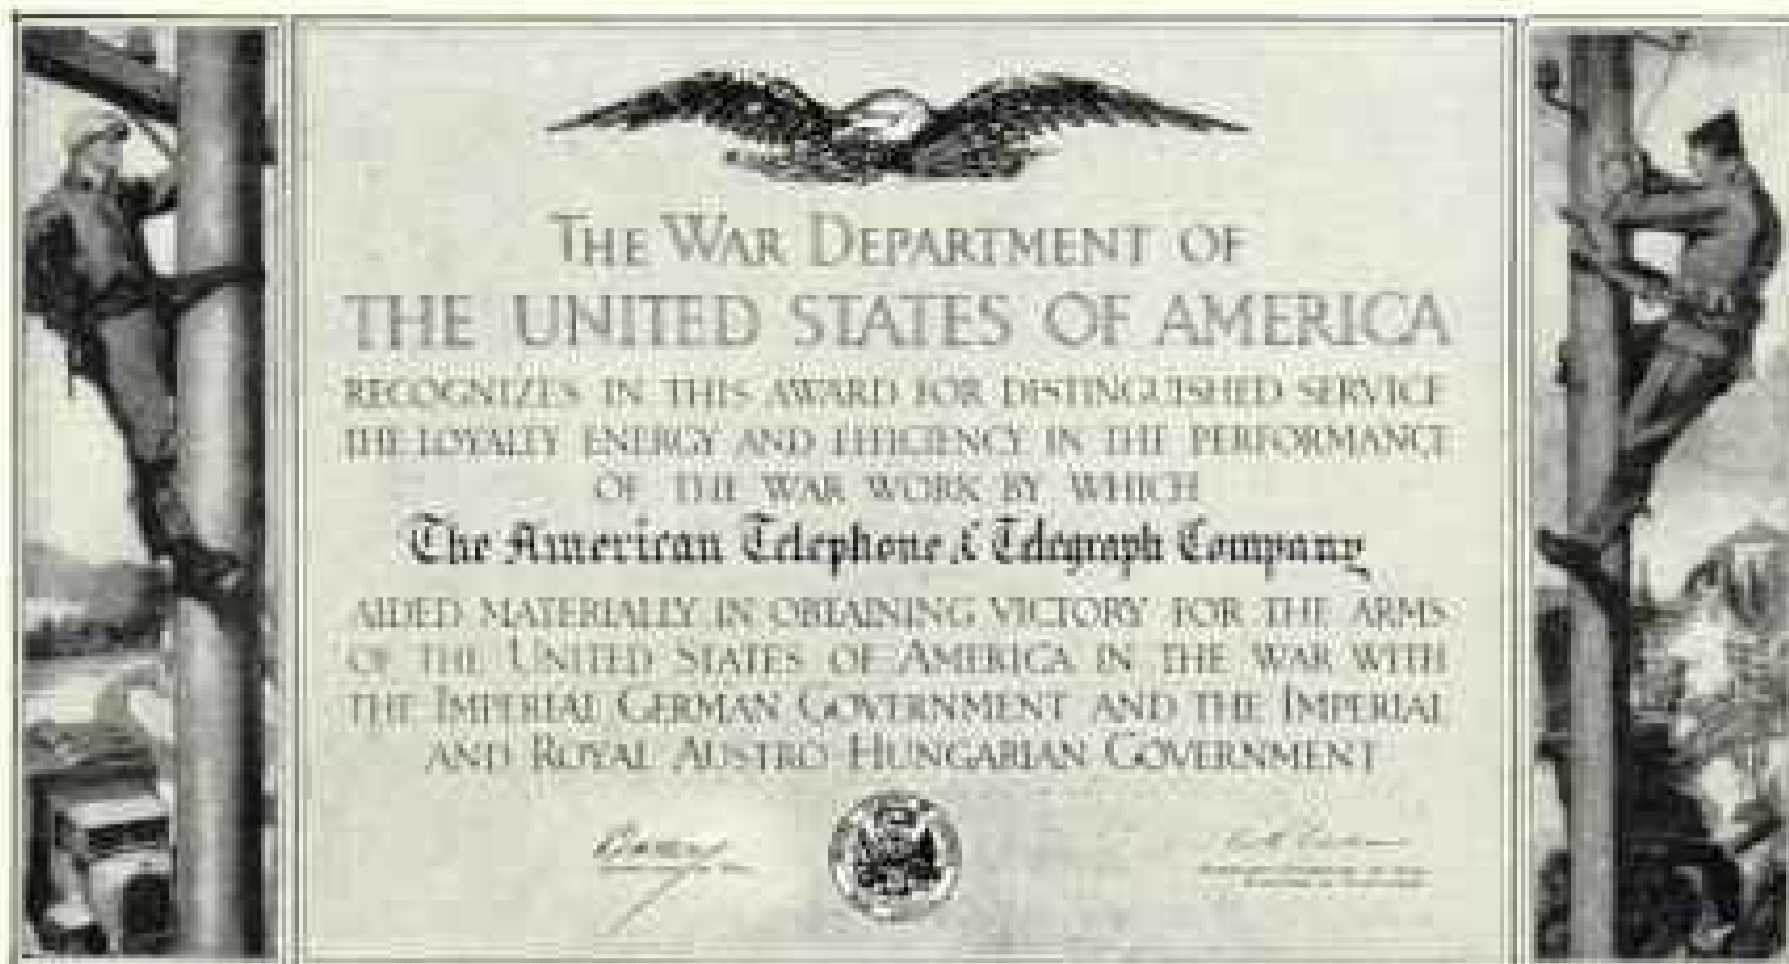 THE WAR DEPARTMENT OF
THE UNITED STATES OF AMERICA
RECOGNIZES IN THIS AWARD FOR DISTINGUISHED SERVICE
THE LOYALTY ENERGY AND EFFICIENCY IN THE PERFORMANCE
OF THE WAR WORK BY WHICH
The American Telephone & Telegraph Company
AIDED MATERIALLY IN OBTAINING VICTORY FOR THE ARMS
OF THE UNITED STATES OF AMERICA IN THE WAR WITH
THE IMPERIAL GERMAN GOVERNMENT AND THE IMPERIAL
AND ROYAL AUSTRO HUNGARIAN GOVERNMENT